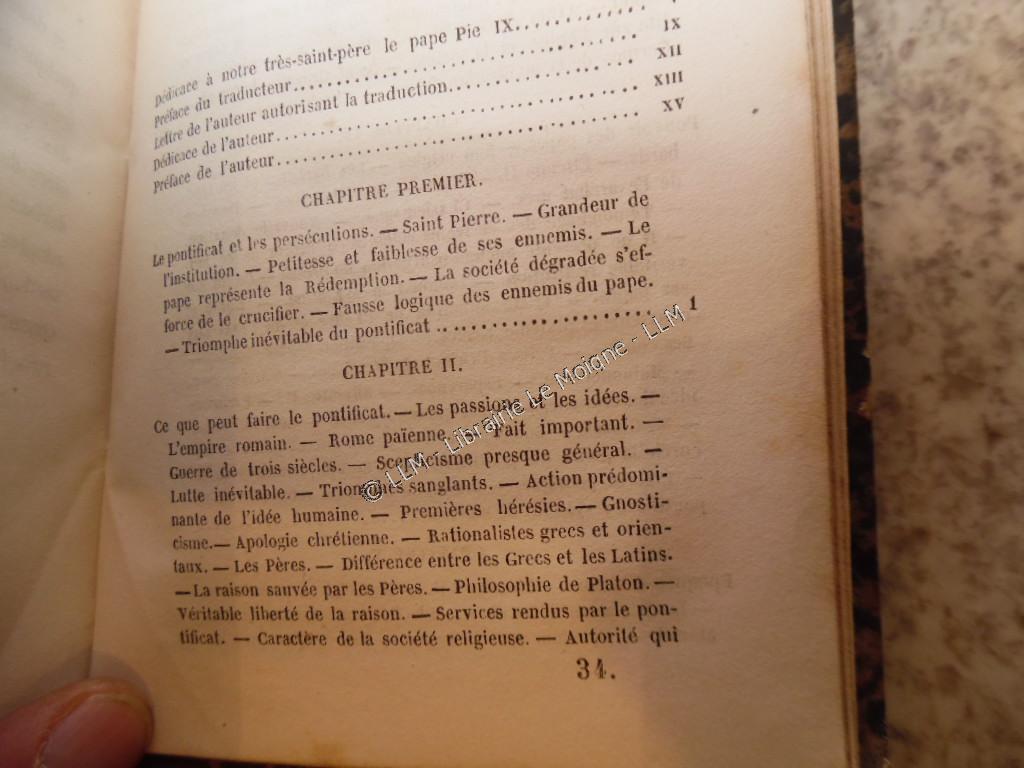 Dédicace à notre très-saint-père le pape Pie IX
Préface du traducteur IX
Lettre de l'auteur autorisant la traduction XII
Dédicace de l'auteur XIII
Préface de l'auteur XV
CHAPITRE PREMIER.
Le pontificat et les persécutions. — Saint Pierre. — Grandeur de
l'institution. — Petitesse et faiblesse de ses ennemis. — Le
pape représente la Rédemption. — La société dégradée s'ef-
force de le crucifier. — Fausse logique des ennemis du pape.
— Triomphe inévitable du pontificat 1
CHAPITRE II.
Ce que peut faire le pontificat. — Les passions et les idées. —
L'empire romain. — Rome païenne. — Fait important. —
Guerre de trois siècles. — Scepticisme presque général. —
Lutte inévitable. — Triomphes sanglants. — Action prédomi-
nante de l'idée humaine. — Premières hérésies. — Gnosti-
cisme. — Apologie chrétienne. — Rationalistes grecs et orien-
taux. — Les Pères. — Différence entre les Grecs et les Latins.
— La raison sauvée par les Pères. — Philosophie de Platon. —
Véritable liberté de la raison. — Services rendus par le pon-
tificat. — Caractère de la société religieuse. — Autorité qui
34.
© LLM - Librairie Le Moigne - LLM